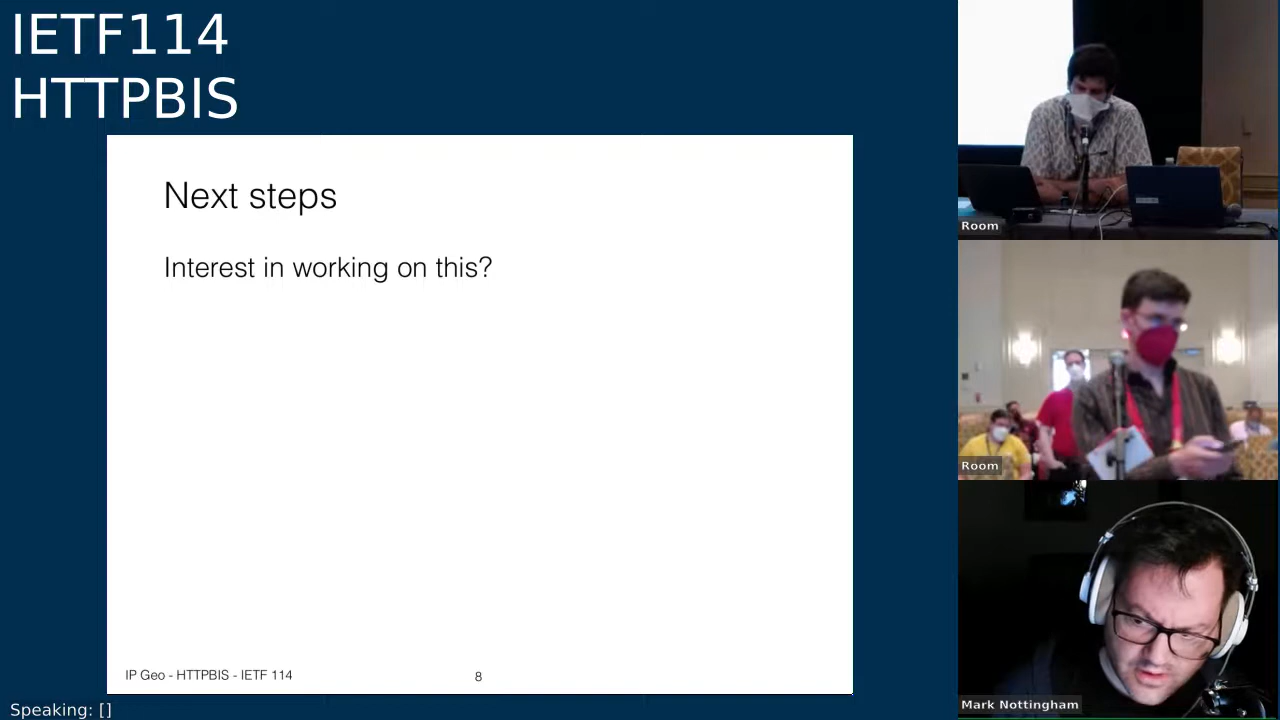 IETF114
HTTPBIS
Next steps
Interest in working on this?
IP Geo - HTTPBIS - IETF 114
8
Speaking: []
Room
Room
Mark Nottingham